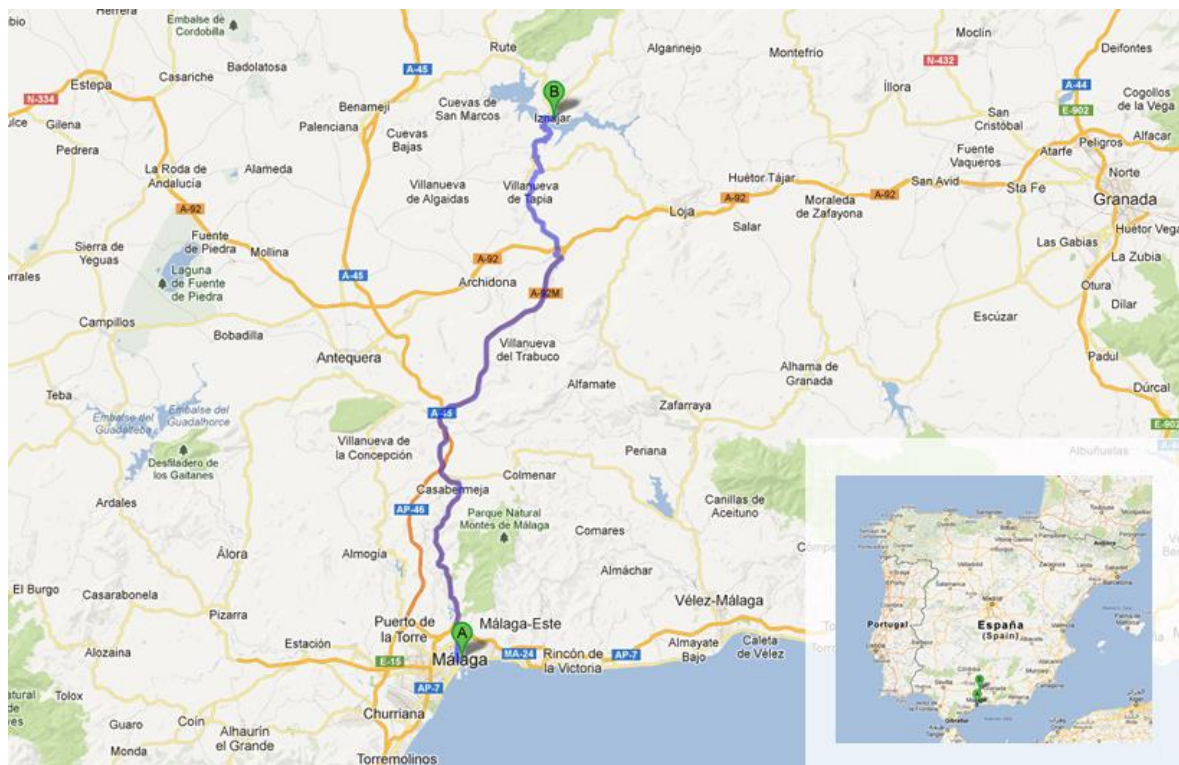 Herrera
Embalse de
Cordobilla
Rute
Algarinejo
Montefrio
Moclín
N-432
Deifontes
Casariche
Badolatosa
A-45
Estepa
N-334
Benameji
Cuevas de
San Marcos
B
Iznajar
Íllora
A-44
E-902
Cogollos
de la Vega
Gilena
Pedrera
Palenciana
Cuevas
Bajas
San
Cristóbal
Atarfe
Peligros
Alfacar
La Roda de
Andalucía
Alameda
Villanueva
de Algaidas
Villanueva
de Tapia
Huétor Tájar
Fuente
Vaqueros
Norte
A-92
Loja
A-92
Moraleda
de Zafayona
A-92
San Avid
Sta Fe
Granada
Sierra de
Yeguas
Fuente
de Piedra
Mollina
Salar
Las Gabias
Huétor Vega
La Zubia
Laguna
de Fuente
de Piedra
A-45
A-92
Archidona
A-92M
Otura
Dilar
Campillos
Bobadilla
Escúzar
Antequera
Villanueva
del Trabuco
Padul
Alhama de
Granada
Dúrcal
Teba
Embalse del
Guadalteba
Embalse del
Guadalhorce
Alfarnate
Zafarraya
A-45
E-902
Villanueva de
la Concepción
Desfiladero de
los Gaitanes
Periana
Albuñuelas
Colmenar
Casabermeja
Ardales
AP-46
Parque Natural
Montes de Málaga
Canillas de
Aceituno
Comares
Álora
Almogía
Almáchar
El Burgo
Casarabonela
Pizarra
Puerto de
la Torre
A
Málaga-Este
Vélez-Málaga
Estación
Alozaina
E-15
Málaga
MA-24
Rincón de
la Victoria
AP-7
Almayate
Bajo
Caleta
de Vélez
AP-7
Tolox
Churriana
Guaro
Coín
Alhaurín
el Grande
Monda
Torremolinos
Portugal
Madrid
España
(Spain)
Barcelona
Gibraltar